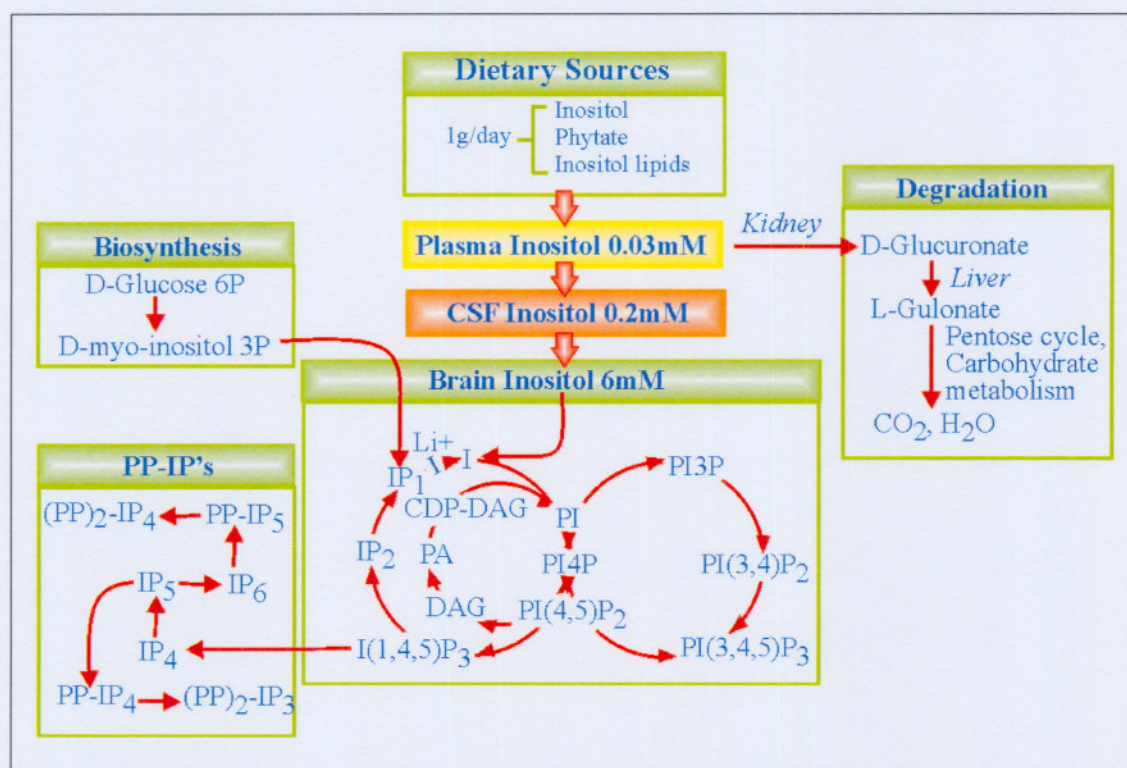 Dietary Sources
1g/day
Inositol
Phytate
Inositol lipids
Plasma Inositol 0.03mM
CSF Inositol 0.2mM
Kidney
Degradation
D-Glucuronate
Liver
L-Gulonate
Pentose cycle,
Carbohydrate
metabolism
CO2, H2O
Biosynthesis
D-Glucose 6P
D-myo-inositol 3P
Brain Inositol 6mM
Li+
IP1
I
CDP-DAG
PI
PI3P
IP2
PA
PI4P
PI(3,4)P2
DAG
PI(4,5)P2
I(1,4,5)P3
PI(3,4,5)P3
PP-IP's
(PP)2-IP4
PP-IP5
IP5
IP6
IP4
PP-IP4
(PP)2-IP3